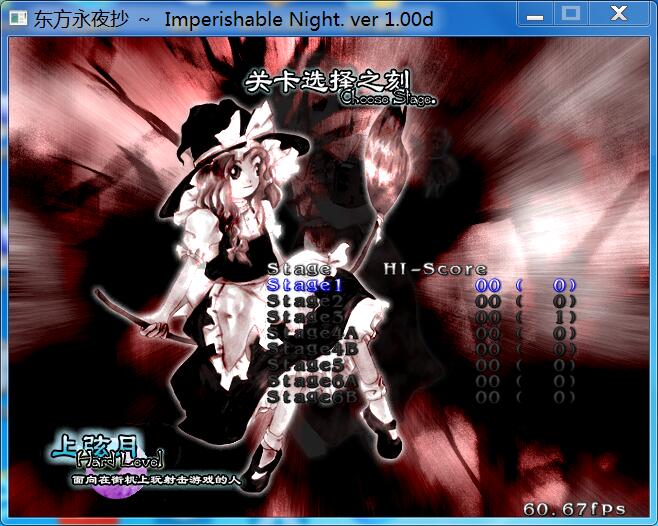 东方永夜抄 ~ Imperishable Night. ver 1.00d
关卡选择之刻
Choose Stage.
Stage HI-Score
Stage1 00 ( 0)
Stage2 00 ( 0)
Stage3 00 ( 1)
Stage4A 00 ( 0)
Stage4B 00 ( 0)
Stage5 00 ( 0)
Stage6A 00 ( 0)
Stage6B 00 ( 0)
上弦月
Hard Level
面向在街机上玩射击游戏的人
60.67fps